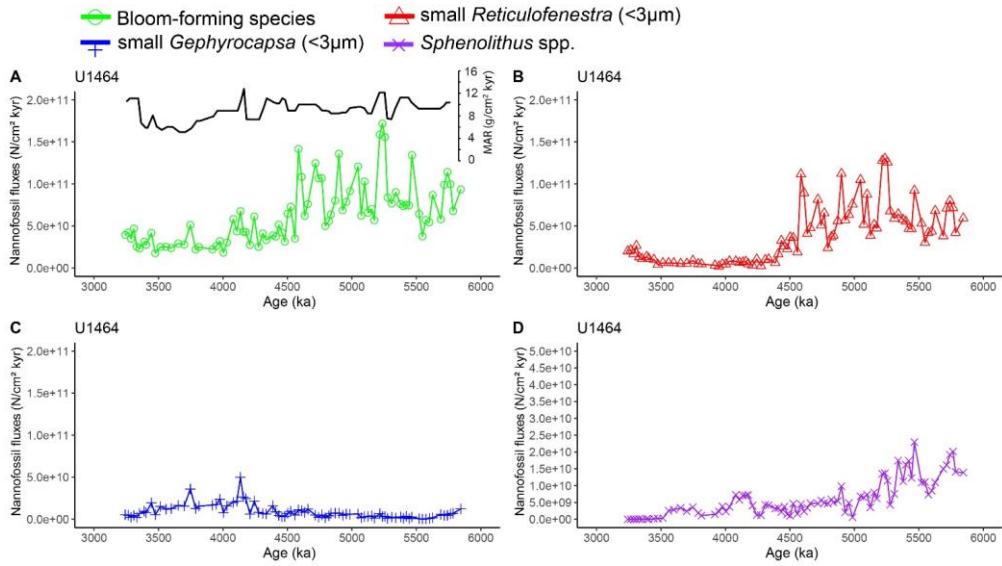 Bloom-forming species
small Reticulofenestra (<3μm)
small Gephyrocapsa (<3μm)
Sphenolithus spp.
A
U1464
Nannofossil fluxes (N/cm² kyr)
2.0e+11
1.5e+11
1.0e+11
5.0e+10
0.0e+00
16
12
8
4
0
MAR (g/cm² kyr)
3000 3500 4000 4500 5000 5500 6000
Age (ka)
B
U1464
Nannofossil fluxes (N/cm² kyr)
2.0e+11
1.5e+11
1.0e+11
5.0e+10
0.0e+00
3000 3500 4000 4500 5000 5500 6000
Age (ka)
C
U1464
Nannofossil fluxes (N/cm² kyr)
2.0e+11
1.5e+11
1.0e+11
5.0e+10
0.0e+00
3000 3500 4000 4500 5000 5500 6000
Age (ka)
D
U1464
Nannofossil fluxes (N/cm² kyr)
5.0e+10
4.5e+10
4.0e+10
3.5e+10
3.0e+10
2.5e+10
2.0e+10
1.5e+10
1.0e+10
5.0e+09
0.0e+00
3000 3500 4000 4500 5000 5500 6000
Age (ka)